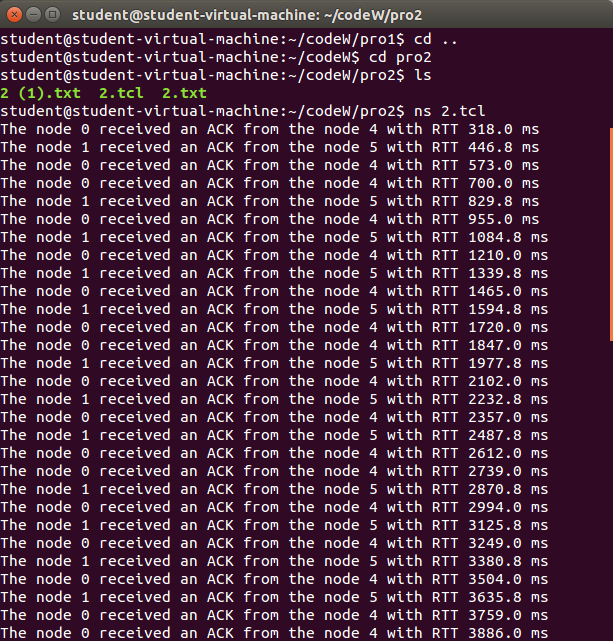 student@student-virtual-machine: ~/codeW/pro2
student@student-virtual-machine:~/codeW/pro1$ cd ..
student@student-virtual-machine:~/codeW$ cd pro2
student@student-virtual-machine:~/codeW/pro2$ ls
2 (1).txt  2.tcl  2.txt
student@student-virtual-machine:~/codeW/pro2$ ns 2.tcl
The node 0 received an ACK from the node 4 with RTT 318.0 ms
The node 1 received an ACK from the node 5 with RTT 446.8 ms
The node 0 received an ACK from the node 4 with RTT 573.0 ms
The node 0 received an ACK from the node 4 with RTT 700.0 ms
The node 1 received an ACK from the node 5 with RTT 829.8 ms
The node 0 received an ACK from the node 4 with RTT 955.0 ms
The node 1 received an ACK from the node 5 with RTT 1084.8 ms
The node 0 received an ACK from the node 4 with RTT 1210.0 ms
The node 1 received an ACK from the node 5 with RTT 1339.8 ms
The node 0 received an ACK from the node 4 with RTT 1465.0 ms
The node 1 received an ACK from the node 5 with RTT 1594.8 ms
The node 0 received an ACK from the node 4 with RTT 1720.0 ms
The node 0 received an ACK from the node 4 with RTT 1847.0 ms
The node 1 received an ACK from the node 5 with RTT 1977.8 ms
The node 0 received an ACK from the node 4 with RTT 2102.0 ms
The node 1 received an ACK from the node 5 with RTT 2232.8 ms
The node 0 received an ACK from the node 4 with RTT 2357.0 ms
The node 1 received an ACK from the node 5 with RTT 2487.8 ms
The node 0 received an ACK from the node 4 with RTT 2612.0 ms
The node 0 received an ACK from the node 4 with RTT 2739.0 ms
The node 1 received an ACK from the node 5 with RTT 2870.8 ms
The node 0 received an ACK from the node 4 with RTT 2994.0 ms
The node 1 received an ACK from the node 5 with RTT 3125.8 ms
The node 0 received an ACK from the node 4 with RTT 3249.0 ms
The node 1 received an ACK from the node 5 with RTT 3380.8 ms
The node 0 received an ACK from the node 4 with RTT 3504.0 ms
The node 1 received an ACK from the node 5 with RTT 3635.8 ms
The node 0 received an ACK from the node 4 with RTT 3759.0 ms
The node 0 received an ACK from the node 4 with RTT 3886.0 ms